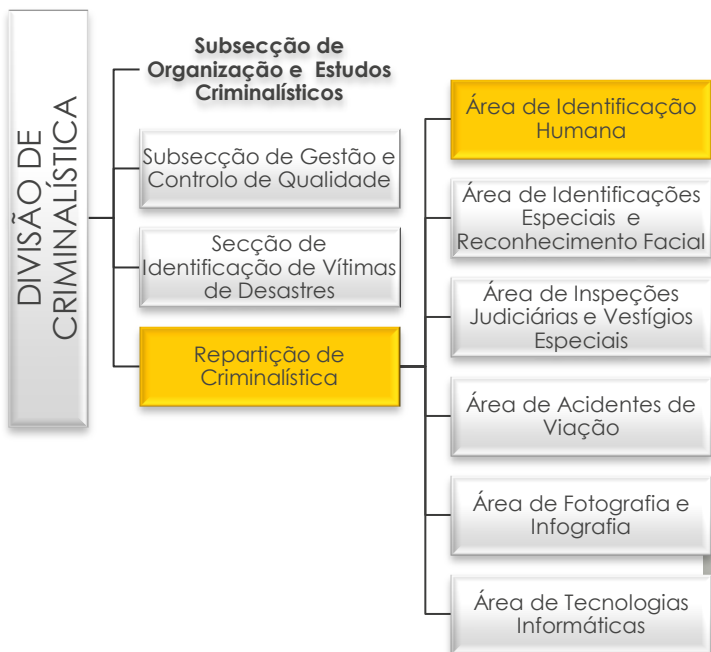 DIVISÃO DE
CRIMINALÍSTICA
Subsecção de
Organização e Estudos
Criminalísticos
Subsecção de Gestão e
Controlo de Qualidade
Secção de
Identificação de Vítimas
de Desastres
Repartição de
Criminalística
Área de Identificação
Humana
Área de Identificações
Especiais e
Reconhecimento Facial
Área de Inspeções
Judiciárias e Vestígios
Especiais
Área de Acidentes de
Viação
Área de Fotografia e
Infografia
Área de Tecnologias
Informáticas